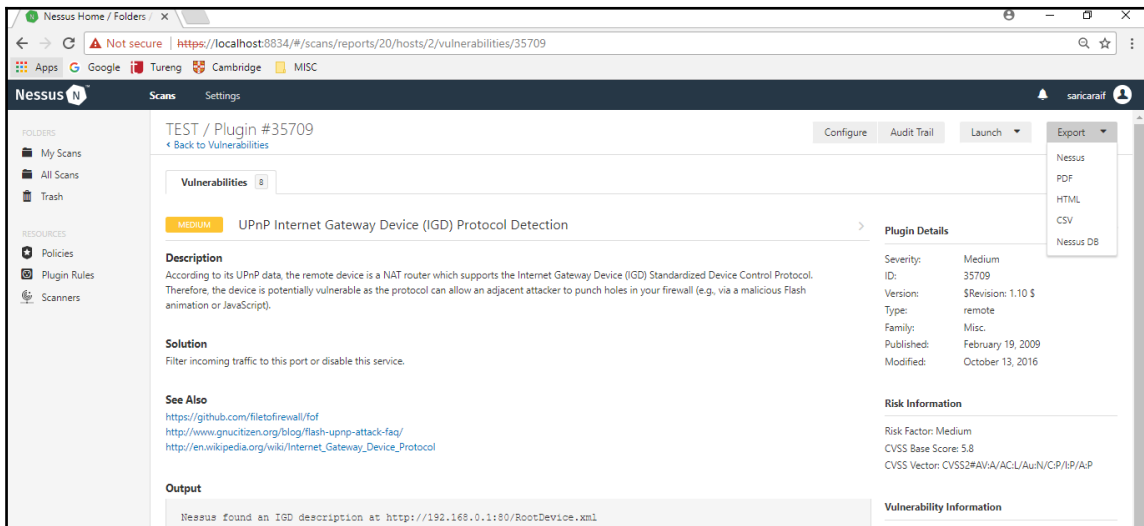 Nessus Home / Folders /
Not secure | https://localhost:8834/#/scans/reports/20/hosts/2/vulnerabilities/35709
Apps Google Tureng Cambridge MISC
Nessus N Scans Settings saricaraif
FOLDERS
My Scans
All Scans
Trash
RESOURCES
Policies
Plugin Rules
Scanners
TEST / Plugin #35709
Back to Vulnerabilities
Configure Audit Trail Launch Export
Nessus
PDF
HTML
CSV
Nessus DB
Vulnerabilities 8
MEDIUM UPnP Internet Gateway Device (IGD) Protocol Detection
Description
According to its UPnP data, the remote device is a NAT router which supports the Internet Gateway Device (IGD) Standardized Device Control Protocol.
Therefore, the device is potentially vulnerable as the protocol can allow an adjacent attacker to punch holes in your firewall (e.g., via a malicious Flash
animation or JavaScript).
Solution
Filter incoming traffic to this port or disable this service.
See Also
https://github.com/filetofirewall/fof
http://www.gnucitizen.org/blog/flash-upnp-attack-faq/
http://en.wikipedia.org/wiki/Internet_Gateway_Device_Protocol
Output
Nessus found an IGD description at http://192.168.0.1:80/RootDevice.xml
Plugin Details
Severity: Medium
ID: 35709
Version: $Revision: 1.10 $
Type: remote
Family: Misc.
Published: February 19, 2009
Modified: October 13, 2016
Risk Information
Risk Factor: Medium
CVSS Base Score: 5.8
CVSS Vector: CVSS2#AV:A/AC:L/Au:N/C:P/I:P/A:P
Vulnerability Information